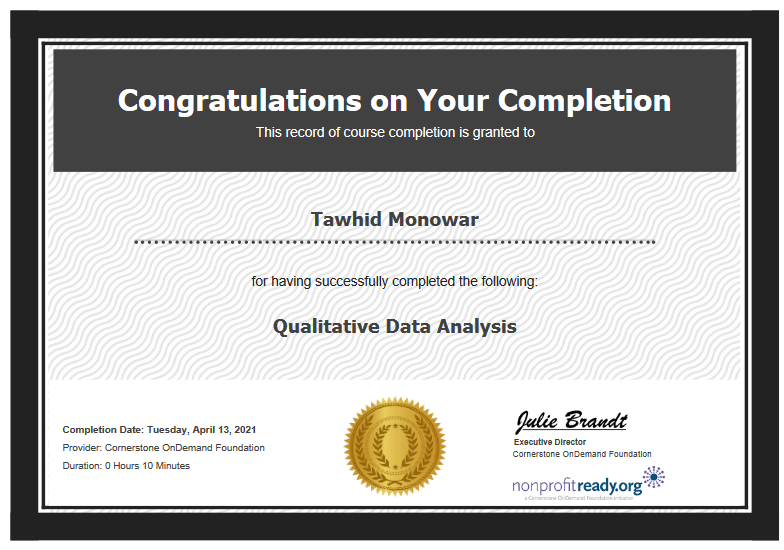 Congratulations on Your Completion
This record of course completion is granted to
Tawhid Monowar
for having successfully completed the following:
Qualitative Data Analysis
Completion Date: Tuesday, April 13, 2021
Provider: Cornerstone OnDemand Foundation
Duration: 0 Hours 10 Minutes
Julie Brandt
Executive Director
Cornerstone OnDemand Foundation
nonprofitready.org
a Cornerstone OnDemand Foundation initiative